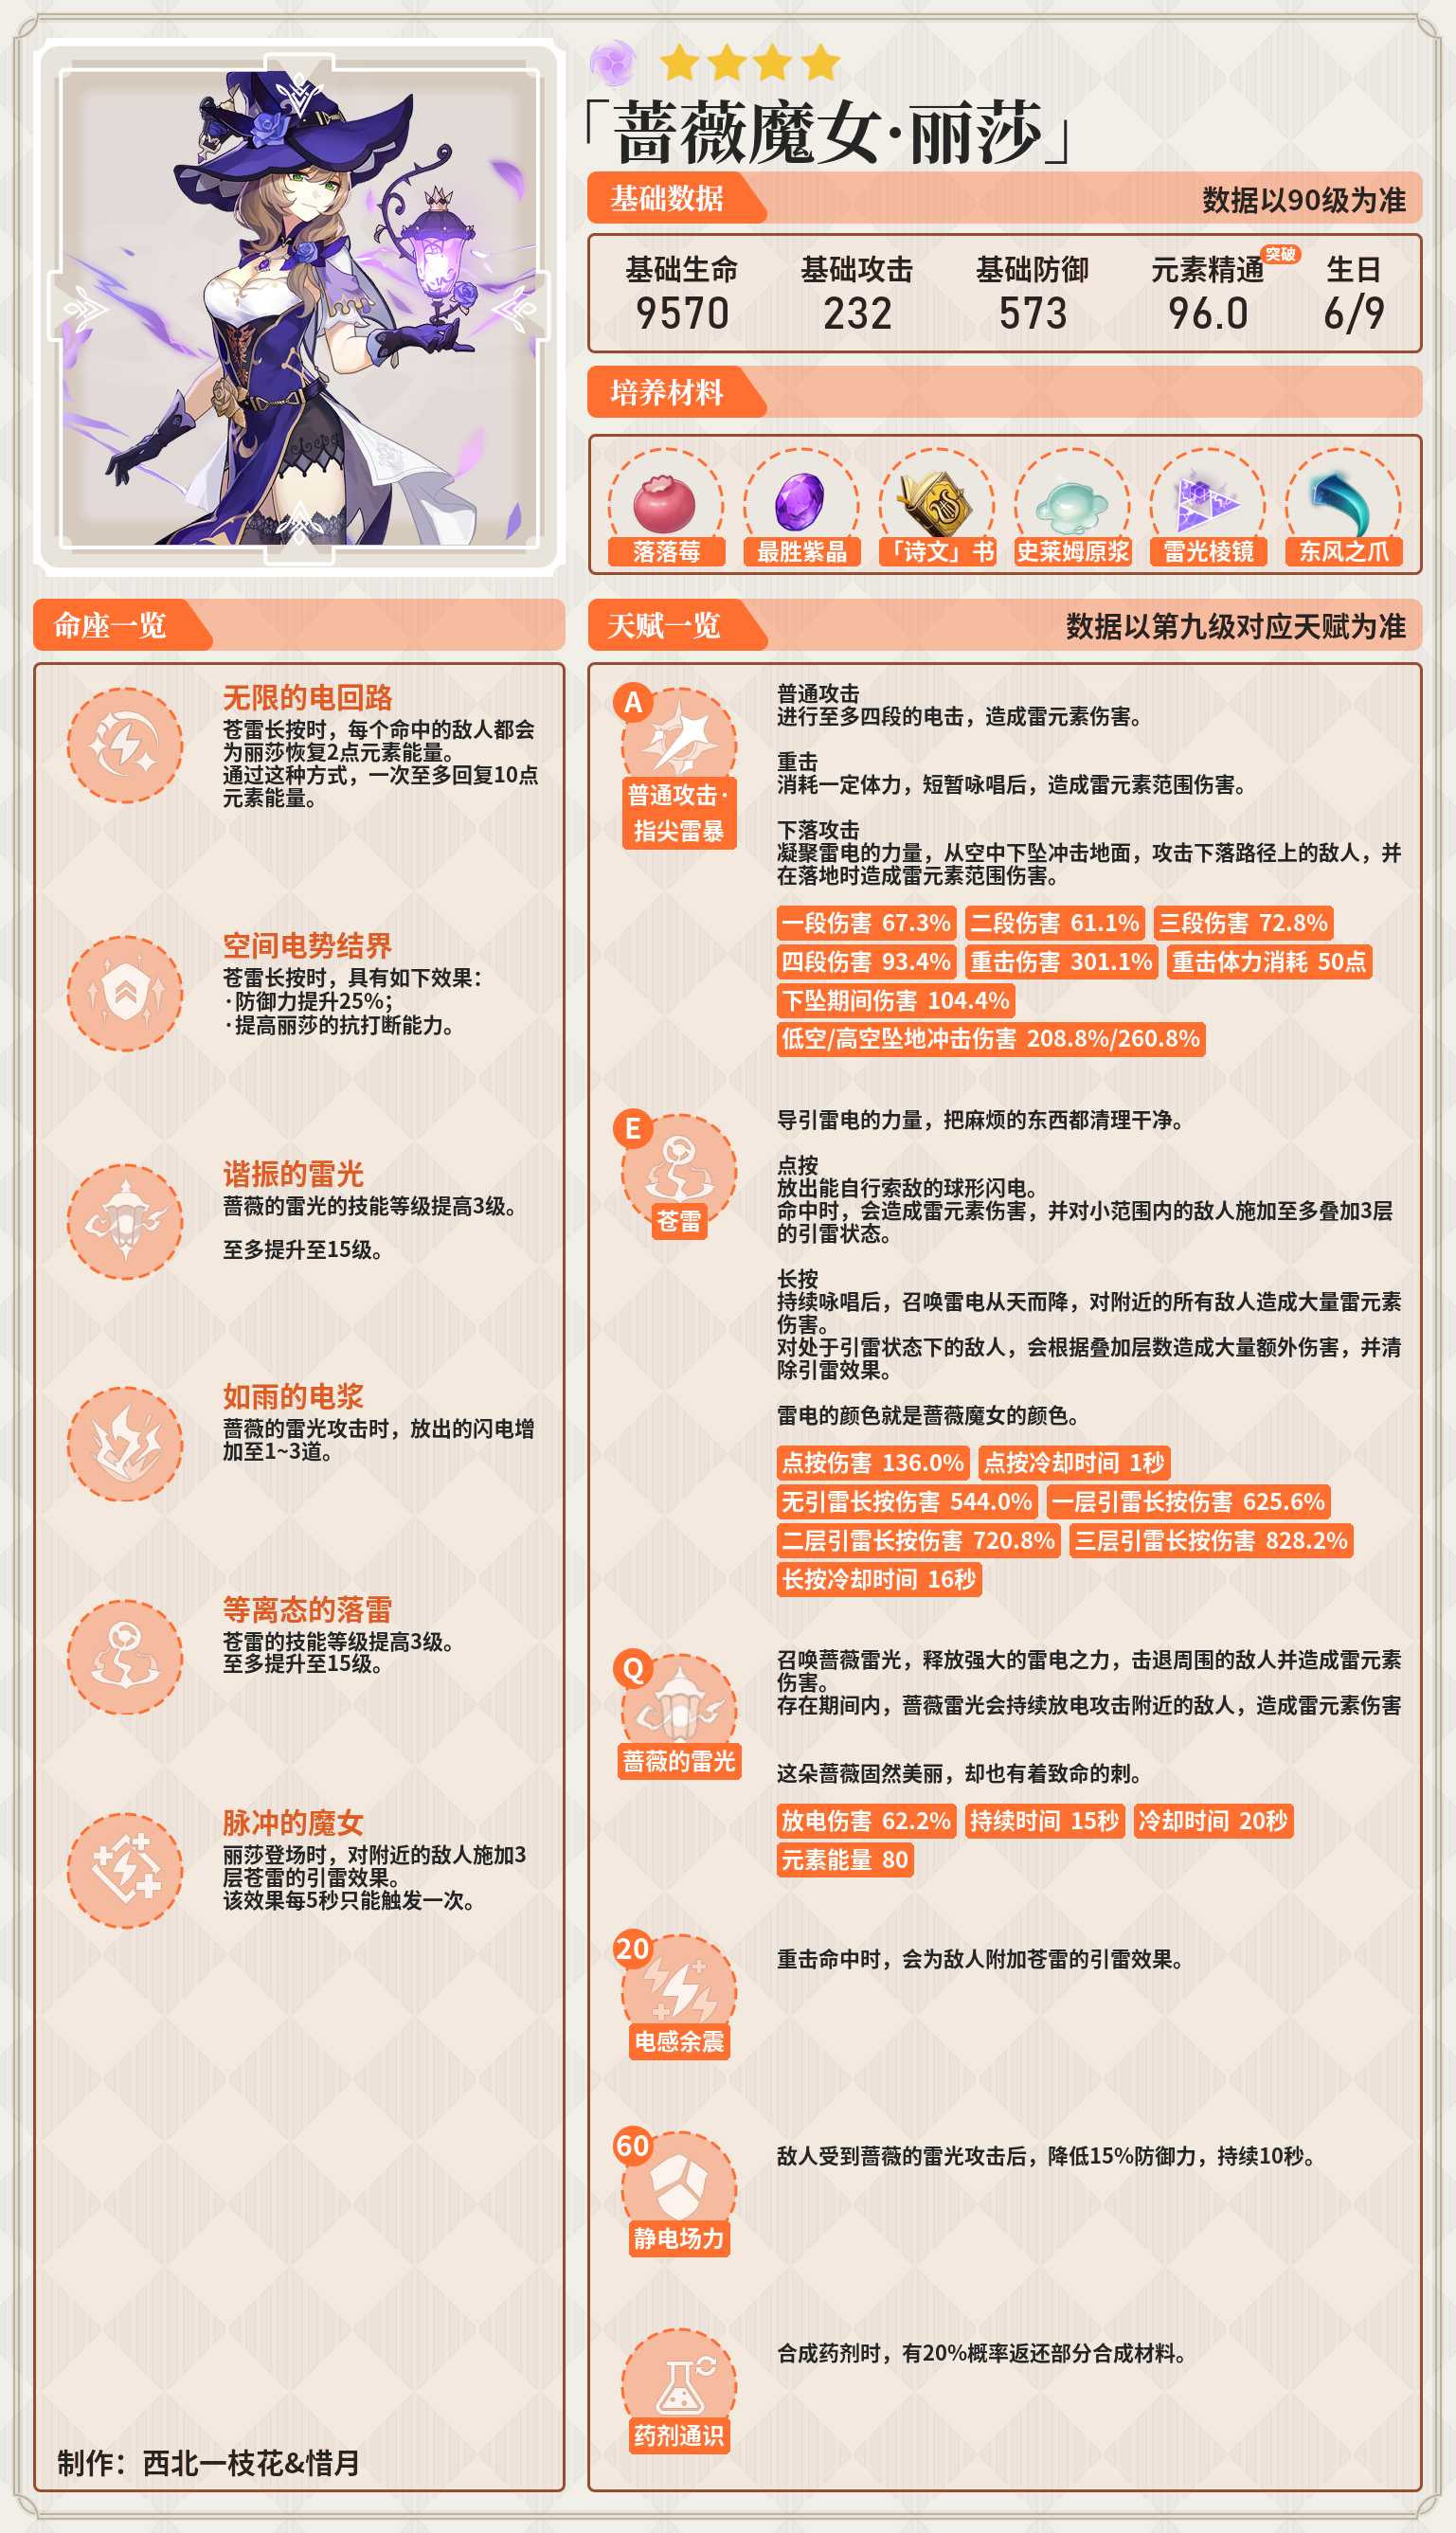 「蔷薇魔女·丽莎」
基础数据
数据以90级为准
基础生命
9570
基础攻击
232
基础防御
573
元素精通
突破
96.0
生日
6/9
培养材料
落落莓
最胜紫晶
「诗文」书
史莱姆原浆
雷光棱镜
东风之爪
命座一览
无限的电回路
苍雷长按时，每个命中的敌人都会
为丽莎恢复2点元素能量。
通过这种方式，一次至多回复10点
元素能量。
空间电势结界
苍雷长按时，具有如下效果：
·防御力提升25%；
·提高丽莎的抗打断能力。
谐振的雷光
蔷薇的雷光的技能等级提高3级。
至多提升至15级。
如雨的电浆
蔷薇的雷光攻击时，放出的闪电增
加至1~3道。
等离态的落雷
苍雷的技能等级提高3级。
至多提升至15级。
脉冲的魔女
丽莎登场时，对附近的敌人施加3
层苍雷的引雷效果。
该效果每5秒只能触发一次。
制作：西北一枝花&惜月
天赋一览
数据以第九级对应天赋为准
A
普通攻击·
指尖雷暴
普通攻击
进行至多四段的电击，造成雷元素伤害。
重击
消耗一定体力，短暂咏唱后，造成雷元素范围伤害。
下落攻击
凝聚雷电的力量，从空中下坠冲击地面，攻击下落路径上的敌人，并
在落地时造成雷元素范围伤害。
一段伤害 67.3% 二段伤害 61.1% 三段伤害 72.8%
四段伤害 93.4% 重击伤害 301.1% 重击体力消耗 50点
下坠期间伤害 104.4%
低空/高空坠地冲击伤害 208.8%/260.8%
E
苍雷
导引雷电的力量，把麻烦的东西都清理干净。
点按
放出能自行索敌的球形闪电。
命中时，会造成雷元素伤害，并对小范围内的敌人施加至多叠加3层
的引雷状态。
长按
持续咏唱后，召唤雷电从天而降，对附近的所有敌人造成大量雷元素
伤害。
对处于引雷状态下的敌人，会根据叠加层数造成大量额外伤害，并清
除引雷效果。
雷电的颜色就是蔷薇魔女的颜色。
点按伤害 136.0% 点按冷却时间 1秒
无引雷长按伤害 544.0% 一层引雷长按伤害 625.6%
二层引雷长按伤害 720.8% 三层引雷长按伤害 828.2%
长按冷却时间 16秒
Q
蔷薇的雷光
召唤蔷薇雷光，释放强大的雷电之力，击退周围的敌人并造成雷元素
伤害。
存在期间内，蔷薇雷光会持续放电攻击附近的敌人，造成雷元素伤害
这朵蔷薇固然美丽，却也有着致命的刺。
放电伤害 62.2% 持续时间 15秒 冷却时间 20秒
元素能量 80
20
电感余震
重击命中时，会为敌人附加苍雷的引雷效果。
60
静电场力
敌人受到蔷薇的雷光攻击后，降低15%防御力，持续10秒。
药剂通识
合成药剂时，有20%概率返还部分合成材料。